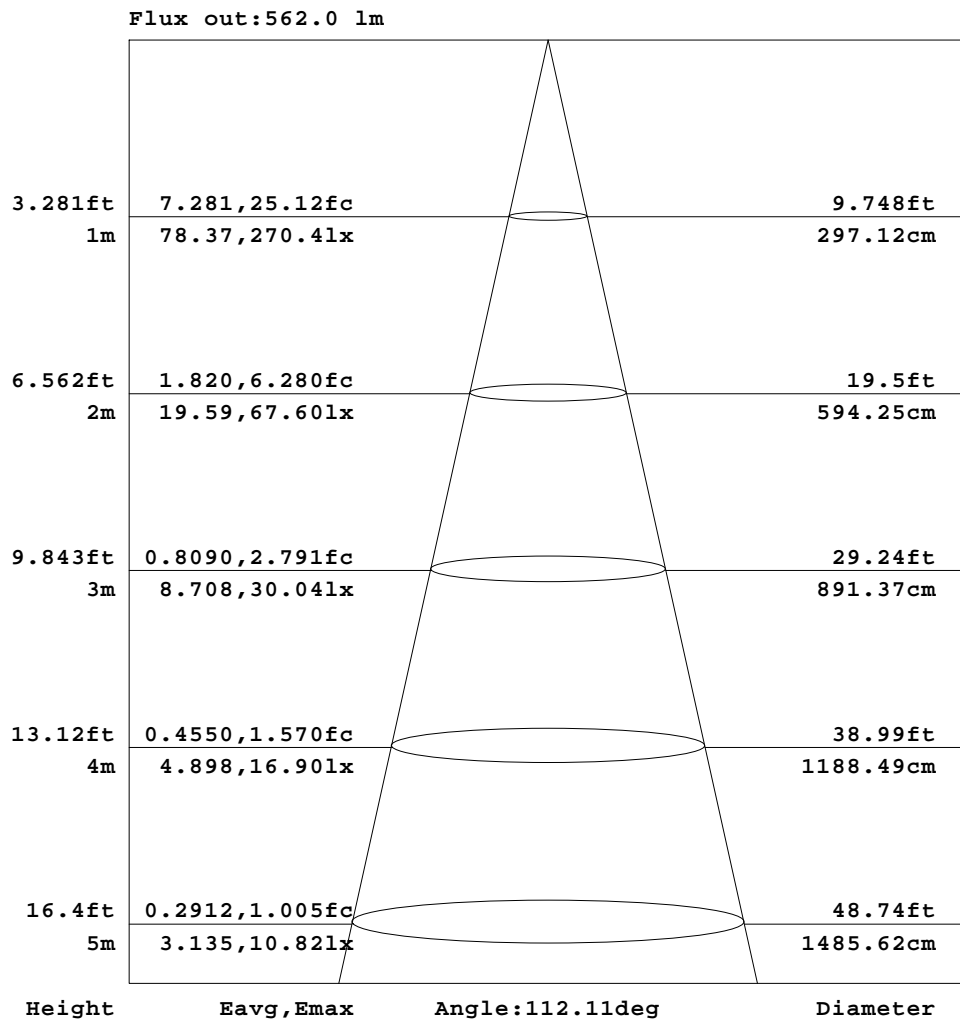 Flux out:562.0 lm
3.281ft 7.281,25.12fc 9.748ft
1m 78.37,270.4lx 297.12cm
6.562ft 1.820,6.280fc 19.5ft
2m 19.59,67.60lx 594.25cm
9.843ft 0.8090,2.791fc 29.24ft
3m 8.708,30.04lx 891.37cm
13.12ft 0.4550,1.570fc 38.99ft
4m 4.898,16.90lx 1188.49cm
16.4ft 0.2912,1.005fc 48.74ft
5m 3.135,10.82lx 1485.62cm
Height Eavg,Emax Angle:112.11deg Diameter